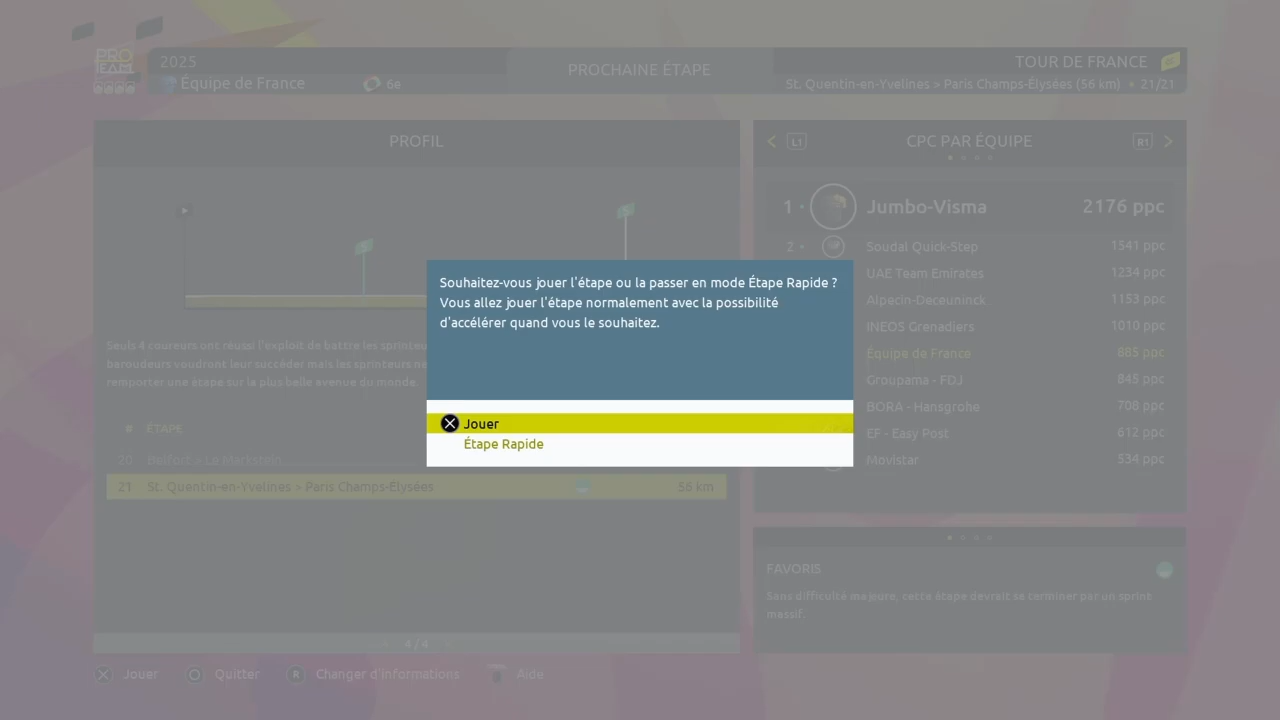 PRO
TEAM
2025
Équipe de France
6e
PROCHAINE ÉTAPE
TOUR DE FRANCE
St. Quentin-en-Yvelines > Paris Champs-Élysées (56 km) • 21/21
PROFIL
S
S
Seuls 4 coureurs ont réussi l'exploit de battre les sprinteu
Baroudeurs voudront leur succéder mais les sprinteurs ne
remporter une étape sur la plus belle avenue du monde.
# ÉTAPE
20 Belfort > Le Markstein
21 St. Quentin-en-Yvelines > Paris Champs-Élysées 56 km
4 / 4
L1 CPC PAR ÉQUIPE R1
1 Jumbo-Visma 2176 ppc
2 Soudal Quick-Step 1541 ppc
UAE Team Emirates 1234 ppc
Alpecin-Deceuninck 1153 ppc
INEOS Grenadiers 1010 ppc
Équipe de France 885 ppc
Groupama - FDJ 845 ppc
BORA - Hansgrohe 708 ppc
EF - Easy Post 612 ppc
Movistar 534 ppc
FAVORIS
Sans difficulté majeure, cette étape devrait se terminer par un sprint
massif.
Souhaitez-vous jouer l'étape ou la passer en mode Étape Rapide ?
Vous allez jouer l'étape normalement avec la possibilité
d'accélérer quand vous le souhaitez.
Jouer
Étape Rapide
Jouer
Quitter
R Changer d'informations
Aide